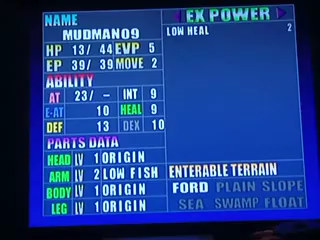 NAME
MUDMAN09
HP 13/ 44 EVP 5
EP 39/ 39 MOVE 2
ABILITY
AT 23/ – INT 9
E-AT 10 HEAL 9
DEF 13 DEX 10
PARTS DATA
HEAD LV 1 ORIGIN
ARM LV 2 LOW FISH
BODY LV 1 ORIGIN
LEG LV 1 ORIGIN
EX POWER
LOW HEAL 2
ENTERABLE TERRAIN
FORD PLAIN SLOPE
SEA SWAMP FLOAT